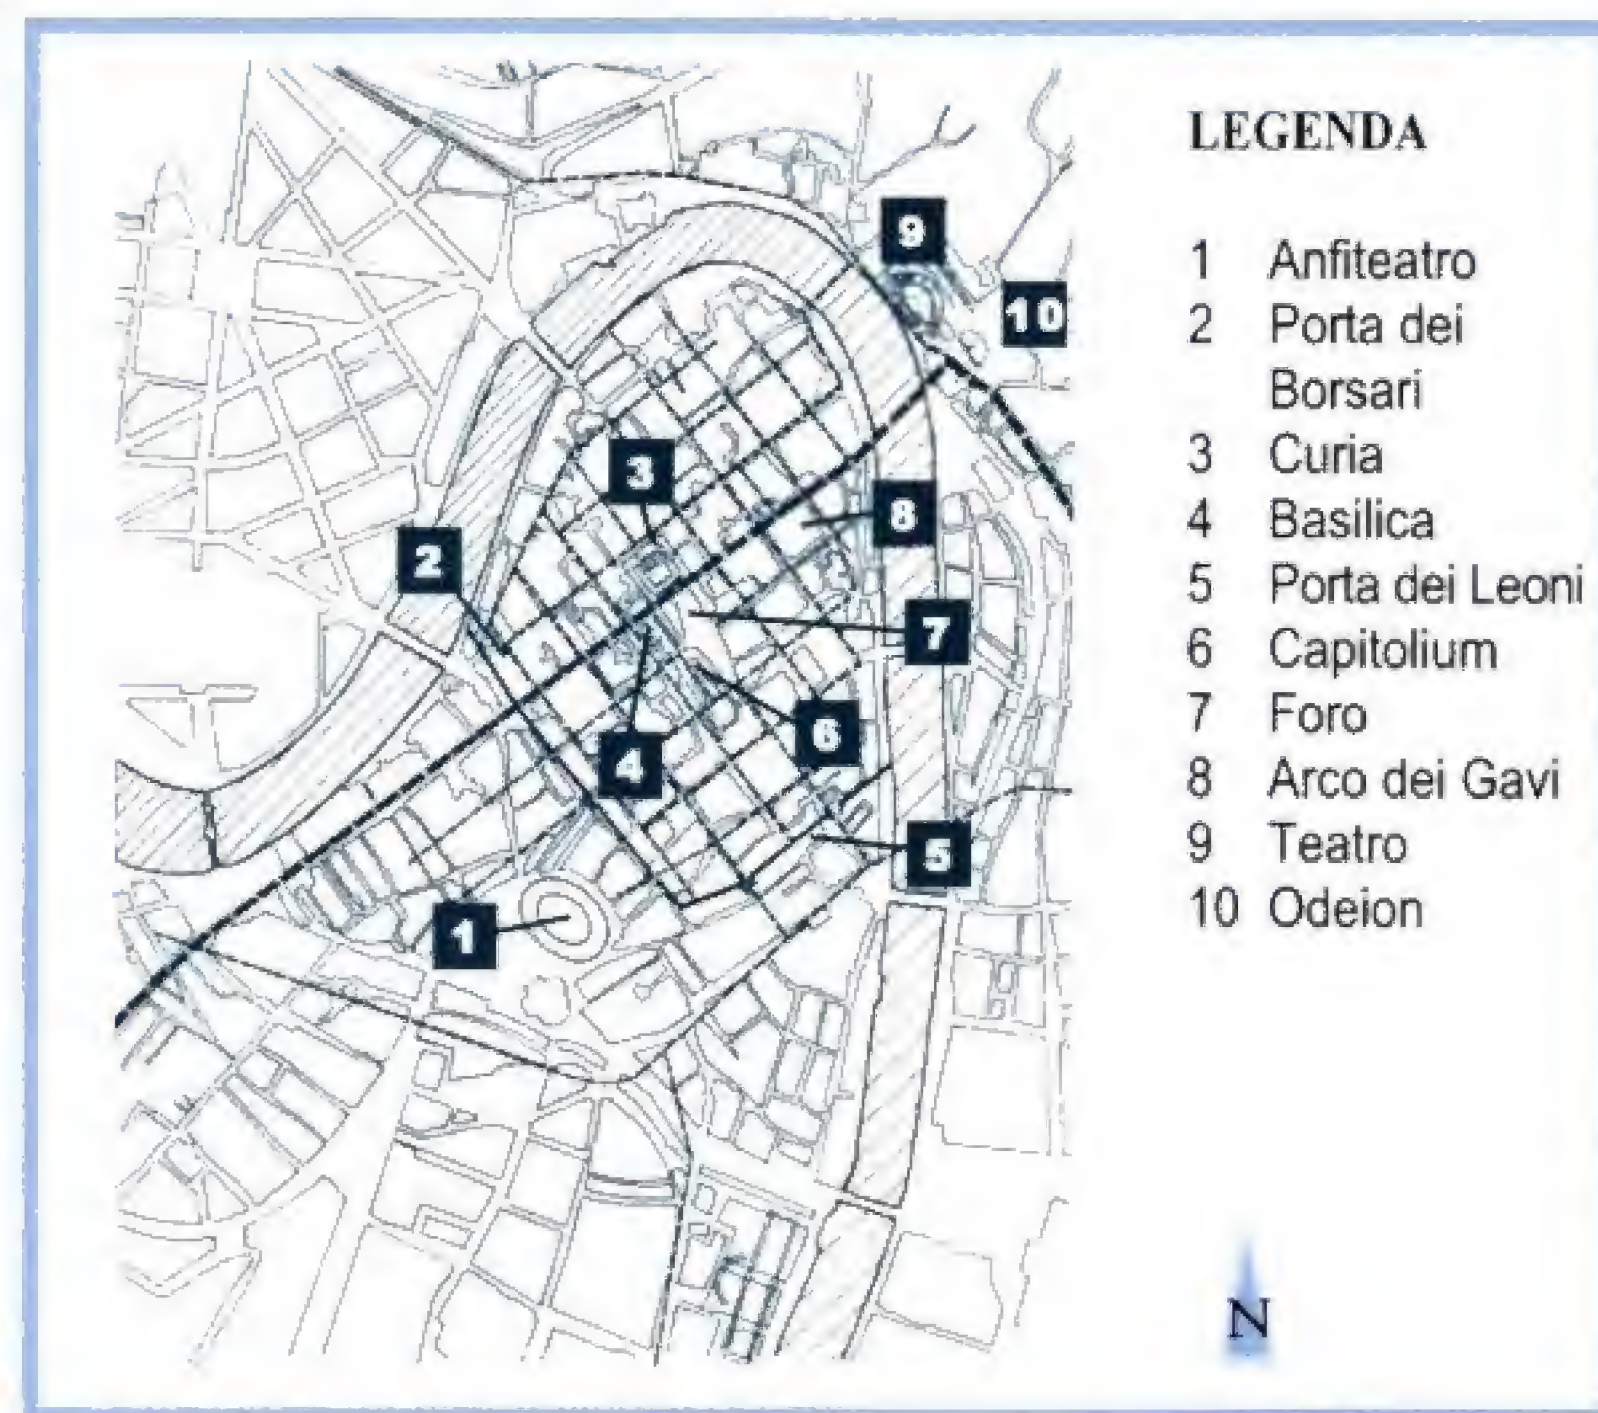 LEGENDA
1 Anfiteatro
2 Porta dei
Borsari
3 Curia
4 Basilica
5 Porta dei Leoni
6 Capitolium
7 Foro
8 Arco dei Gavi
9 Teatro
10 Odeion
9
10
3
8
2
7
6
4
5
1
N